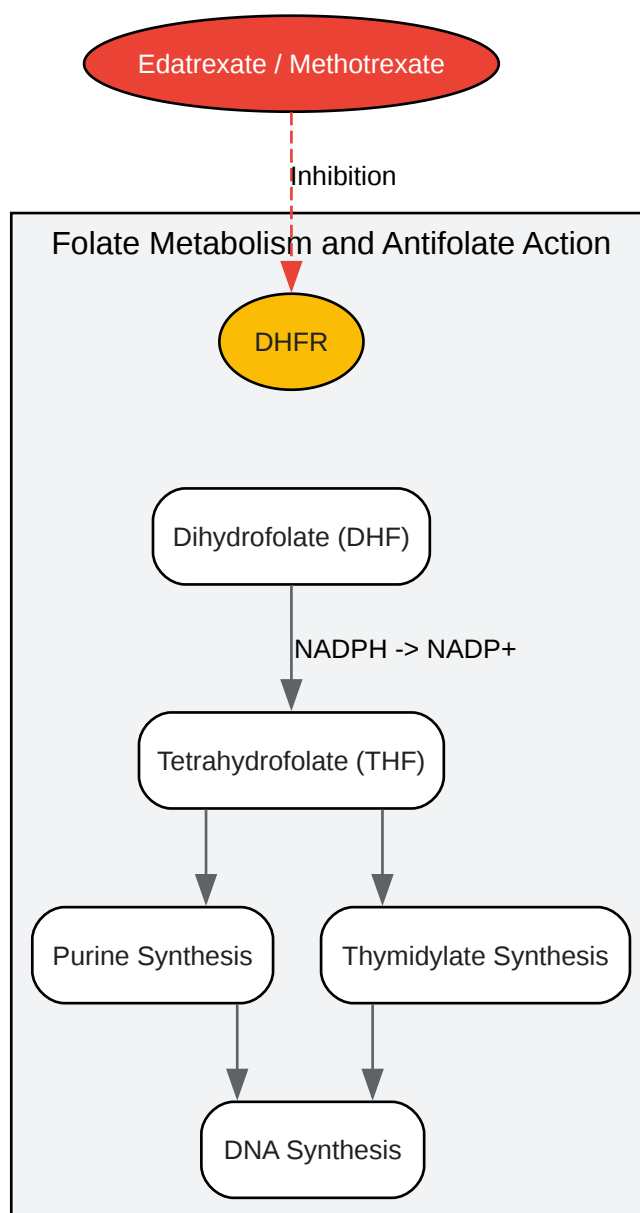 Edatrexate / Methotrexate
Inhibition
Folate Metabolism and Antifolate Action
DHFR
Dihydrofolate (DHF)
NADPH -> NADP+
Tetrahydrofolate (THF)
Purine Synthesis
Thymidylate Synthesis
DNA Synthesis